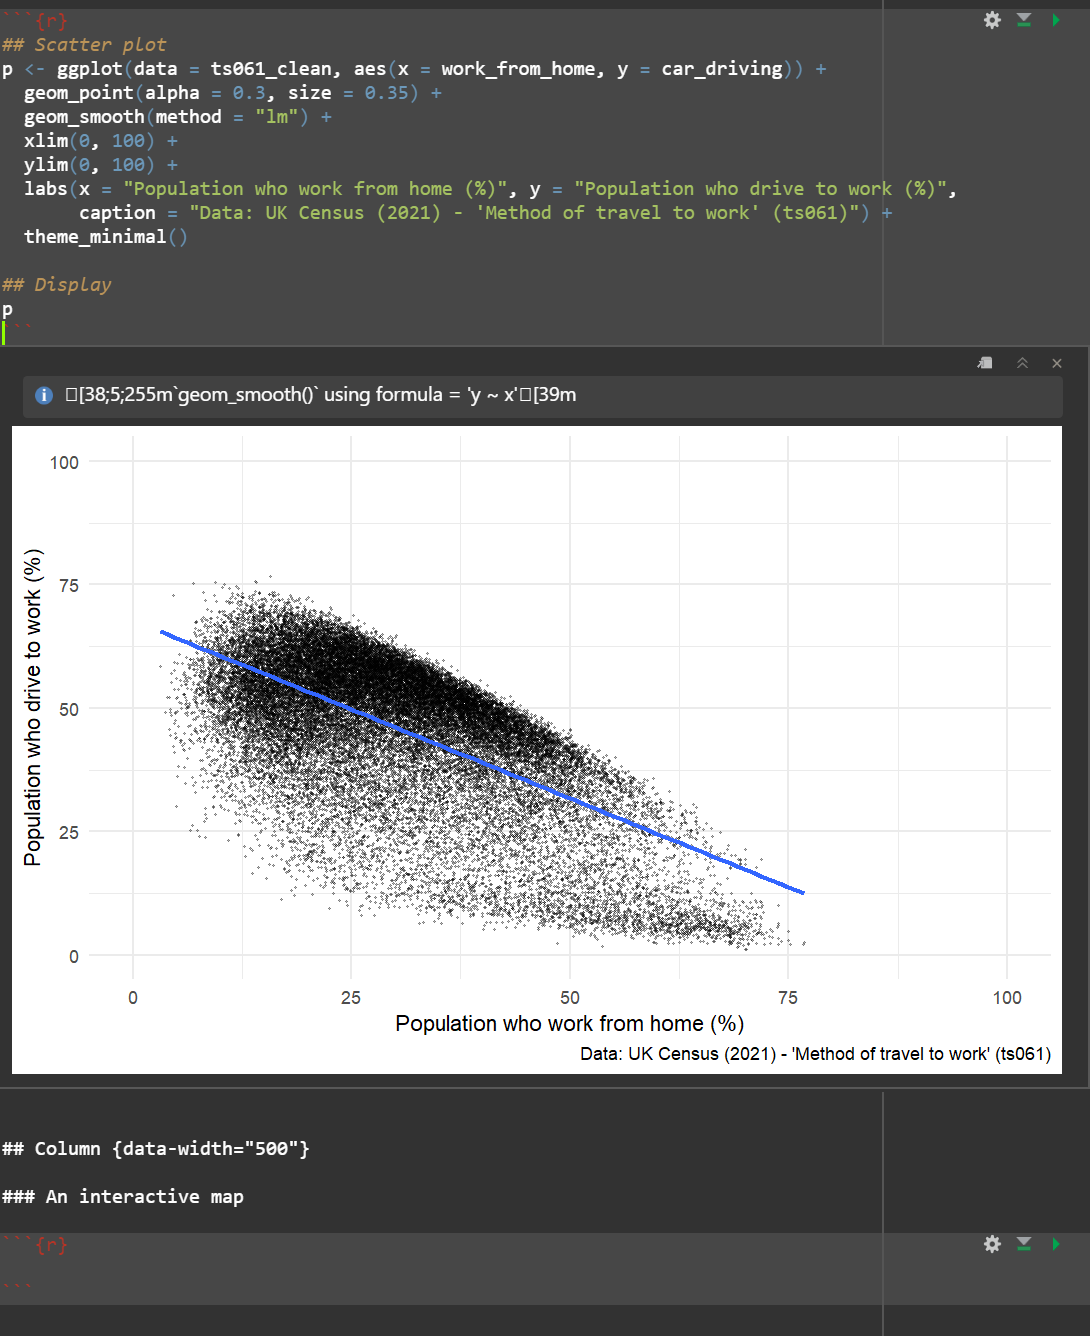 ```{r}
## Scatter plot
p <- ggplot(data = ts061_clean, aes(x = work_from_home, y = car_driving)) +
  geom_point(alpha = 0.3, size = 0.35) +
  geom_smooth(method = "lm") +
  xlim(0, 100) +
  ylim(0, 100) +
  labs(x = "Population who work from home (%)", y = "Population who drive to work (%)",
       caption = "Data: UK Census (2021) - 'Method of travel to work' (ts061)") +
  theme_minimal()
## Display
p
```
i □[38;5;255m`geom_smooth()` using formula = 'y ~ x'□[39m
100
75
50
25
0
Population who drive to work (%)
0 25 50 75 100
Population who work from home (%)
Data: UK Census (2021) - 'Method of travel to work' (ts061)
## Column {data-width="500"}
### An interactive map
```{r}
```